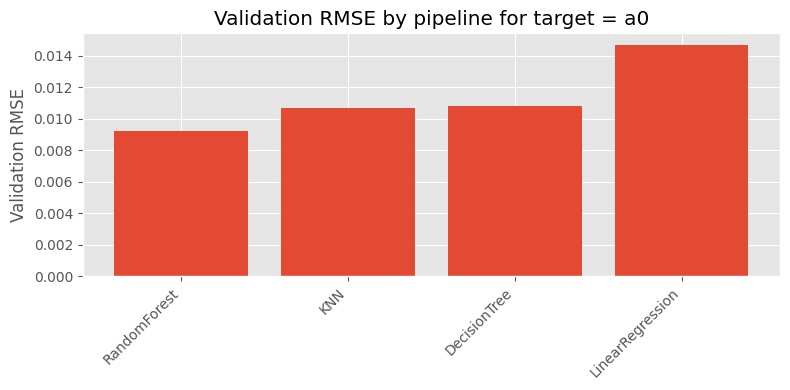 Validation RMSE by pipeline for target = a0
Validation RMSE
0.014
0.012
0.010
0.008
0.006
0.004
0.002
0.000
RandomForest
KNN
DecisionTree
LinearRegression